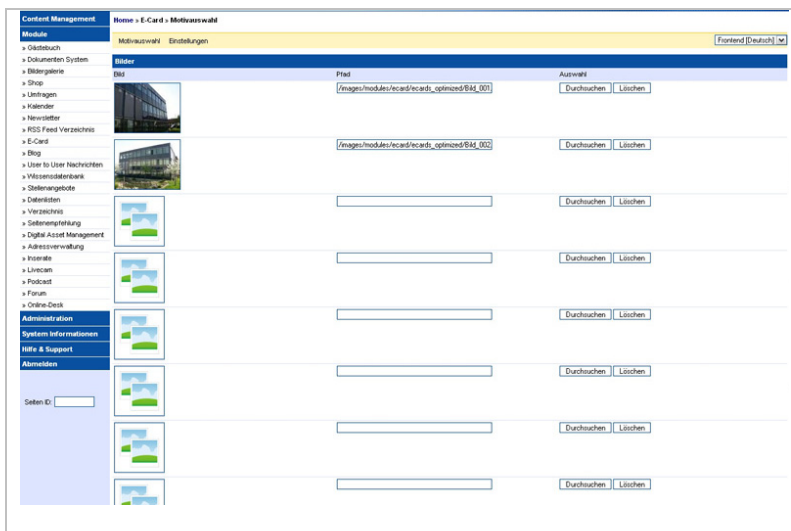 Content Management
Module
» Gästebuch
» Dokumenten System
» Bildergalerie
» Shop
» Umfragen
» Kalender
» Newsletter
» RSS Feed Verzeichnis
» E-Card
» Blog
» User to User Nachrichten
» Wissensdatenbank
» Stellenangebote
» Datenlisten
» Verzeichnis
» Seitenempfehlung
» Digital Asset Management
» Adressverwaltung
» Inserate
» Livecam
» Podcast
» Forum
» Online-Desk
Administration
System Informationen
Hilfe & Support
Abmelden
Seiten ID:
Home » E-Card » Motivauswahl
Motivauswahl Einstellungen
Frontend [Deutsch]
Bilder
Bild Pfad Auswahl
/images/modules/ecard/ecards_optimized/Bild_001 Durchsuchen Löschen
/images/modules/ecard/ecards_optimized/Bild_002 Durchsuchen Löschen
Durchsuchen Löschen
Durchsuchen Löschen
Durchsuchen Löschen
Durchsuchen Löschen
Durchsuchen Löschen
Durchsuchen Löschen